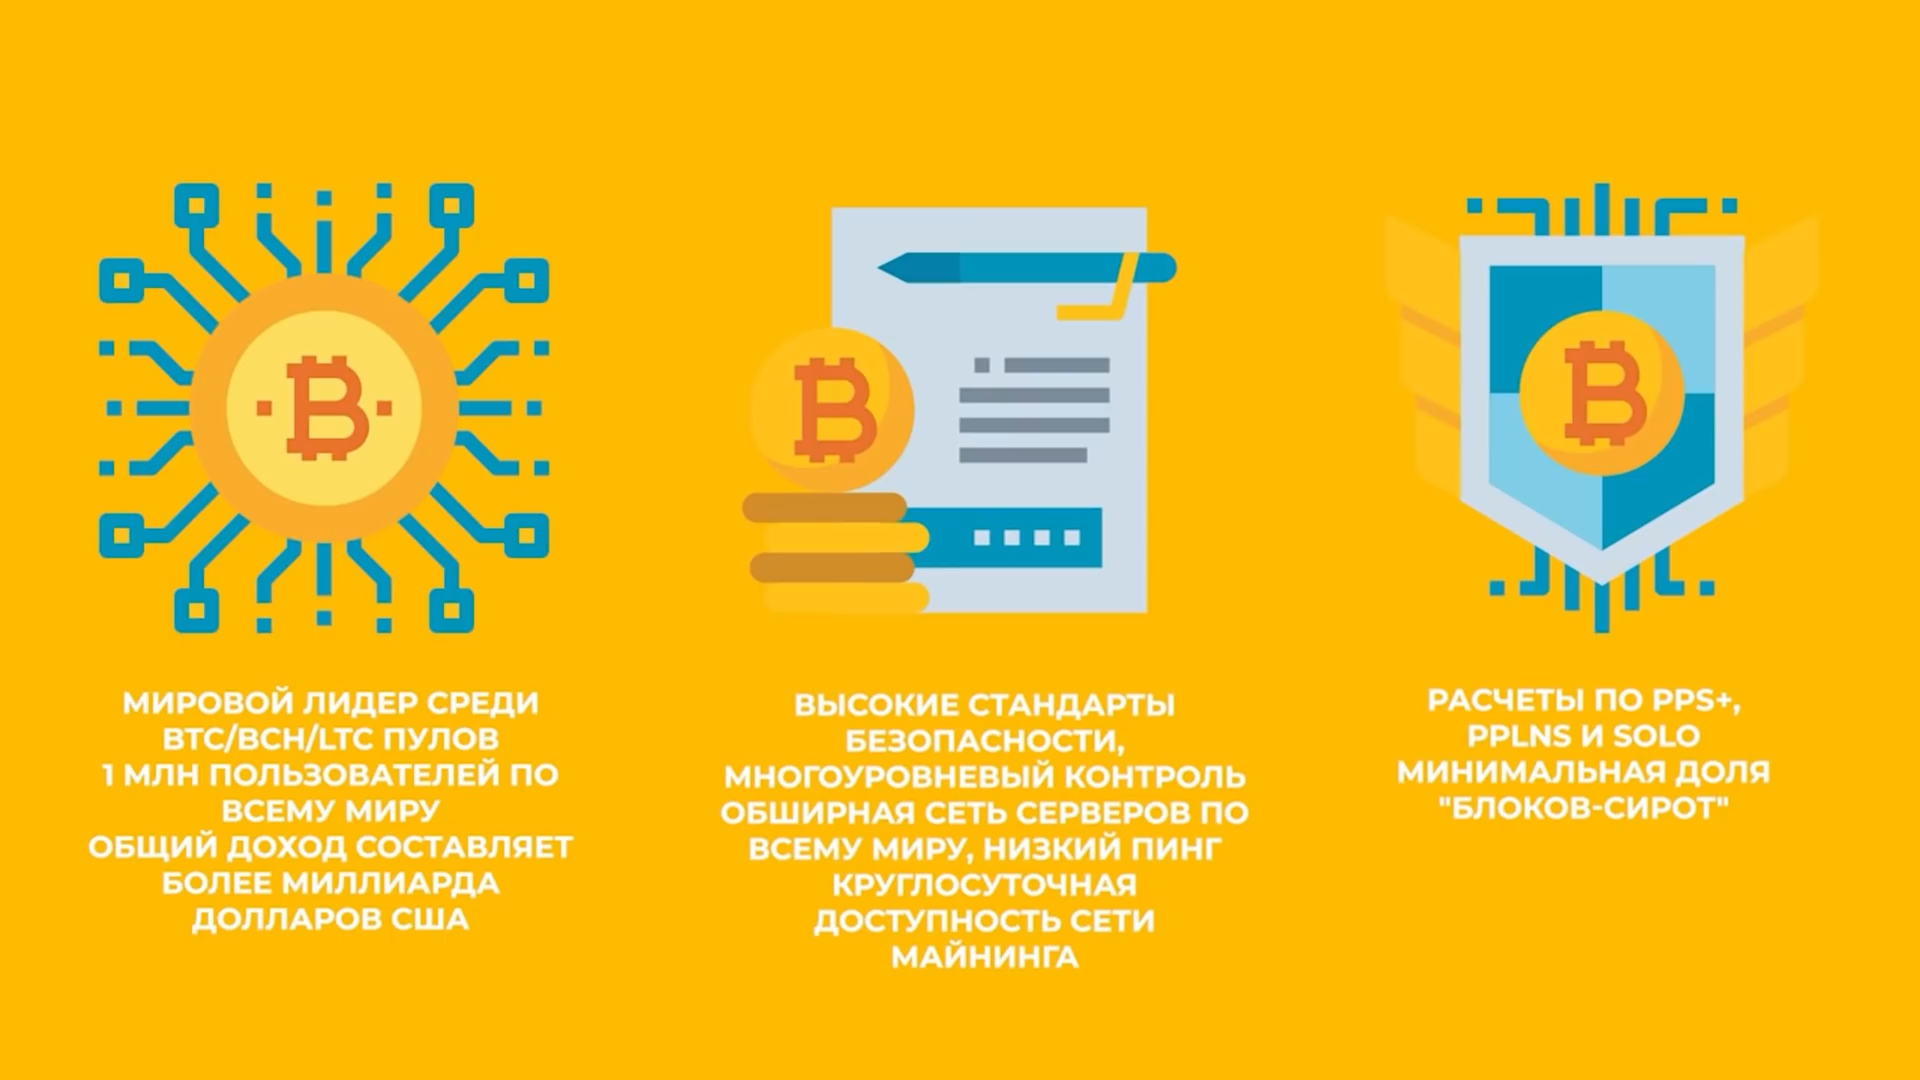 МИРОВОЙ ЛИДЕР СРЕДИ
BTC/BCH/LTC ПУЛОВ
1 МЛН ПОЛЬЗОВАТЕЛЕЙ ПО
ВСЕМУ МИРУ
ОБЩИЙ ДОХОД СОСТАВЛЯЕТ
БОЛЕЕ МИЛЛИАРДА
ДОЛЛАРОВ США
ВЫСОКИЕ СТАНДАРТЫ
БЕЗОПАСНОСТИ,
МНОГОУРОВНЕВЫЙ КОНТРОЛЬ
ОБШИРНАЯ СЕТЬ СЕРВЕРОВ ПО
ВСЕМУ МИРУ, НИЗКИЙ ПИНГ
КРУГЛОСУТОЧНАЯ
ДОСТУПНОСТЬ СЕТИ
МАЙНИНГА
РАСЧЕТЫ ПО PPS+,
PPLNS И SOLO
МИНИМАЛЬНАЯ ДОЛЯ
"БЛОКОВ-СИРОТ"